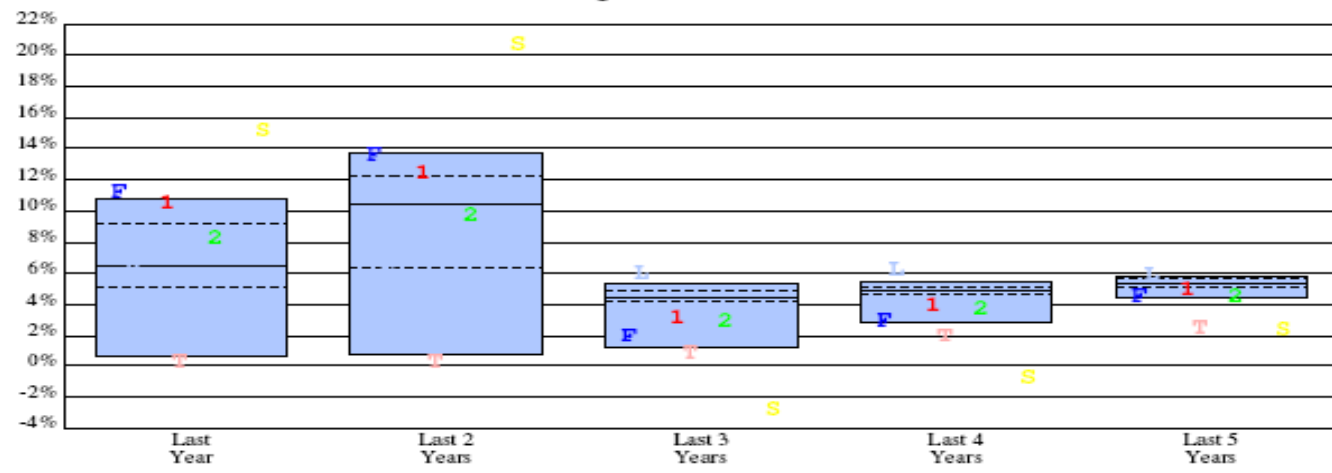 22%
20%
18%
16%
14%
12%
10%
8%
6%
4%
2%
0%
-2%
-4%
S
F
1
2
T
S
F
1
2
T
L
F
1
2
T
S
L
F
1
2
T
S
L
F
1
2
T
S
Last
Year
Last 2
Years
Last 3
Years
Last 4
Years
Last 5
Years